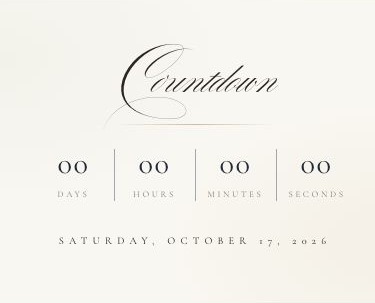 Countdown
00 00 00 00
DAYS HOURS MINUTES SECONDS
SATURDAY, OCTOBER 17, 2026